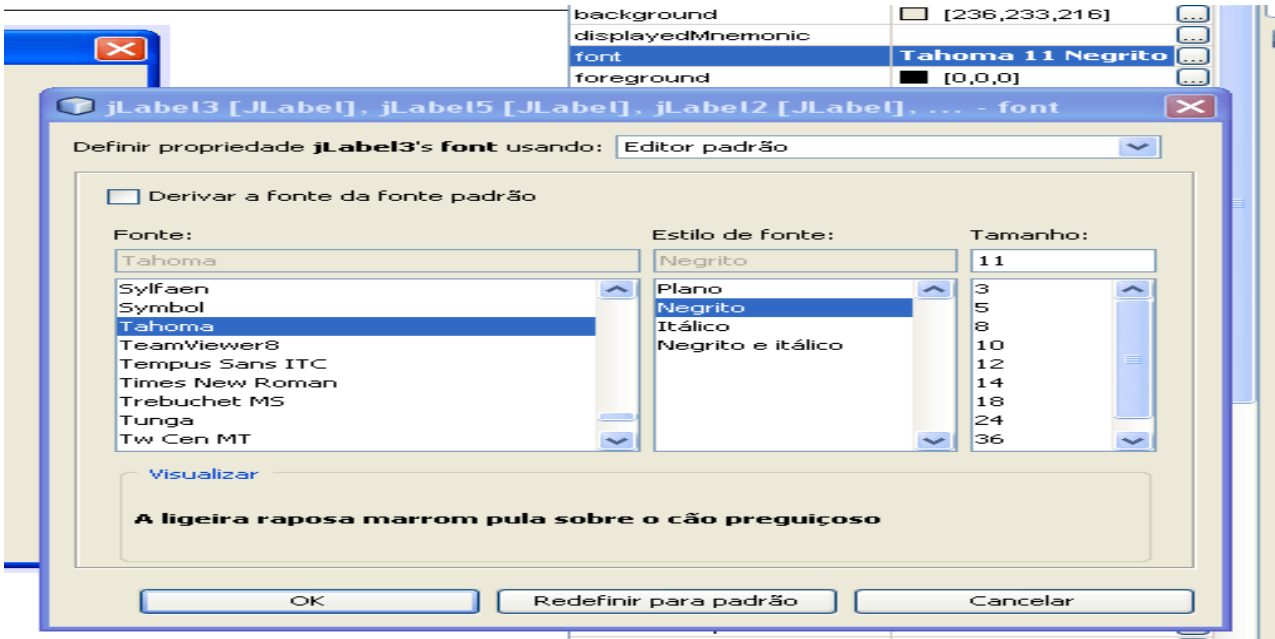 background [236,233,216] ...
displayedMnemonic ...
font Tahoma 11 Negrito ...
foreground [0,0,0] ...
jLabel3 [JLabel], jLabel5 [JLabel], jLabel2 [JLabel], ... - font
Definir propriedade jLabel3's font usando: Editor padrão
Derivar a fonte da fonte padrão
Fonte: Estilo de fonte: Tamanho:
Tahoma Negrito 11
Sylfaen Plano 3
Symbol Negrito 5
Tahoma Itálico 8
TeamViewer8 Negrito e itálico 10
Tempus Sans ITC 12
Times New Roman 14
Trebuchet MS 18
Tunga 24
Tw Cen MT 36
Visualizar
A ligeira raposa marrom pula sobre o cão preguiçoso
OK Redefinir para padrão Cancelar